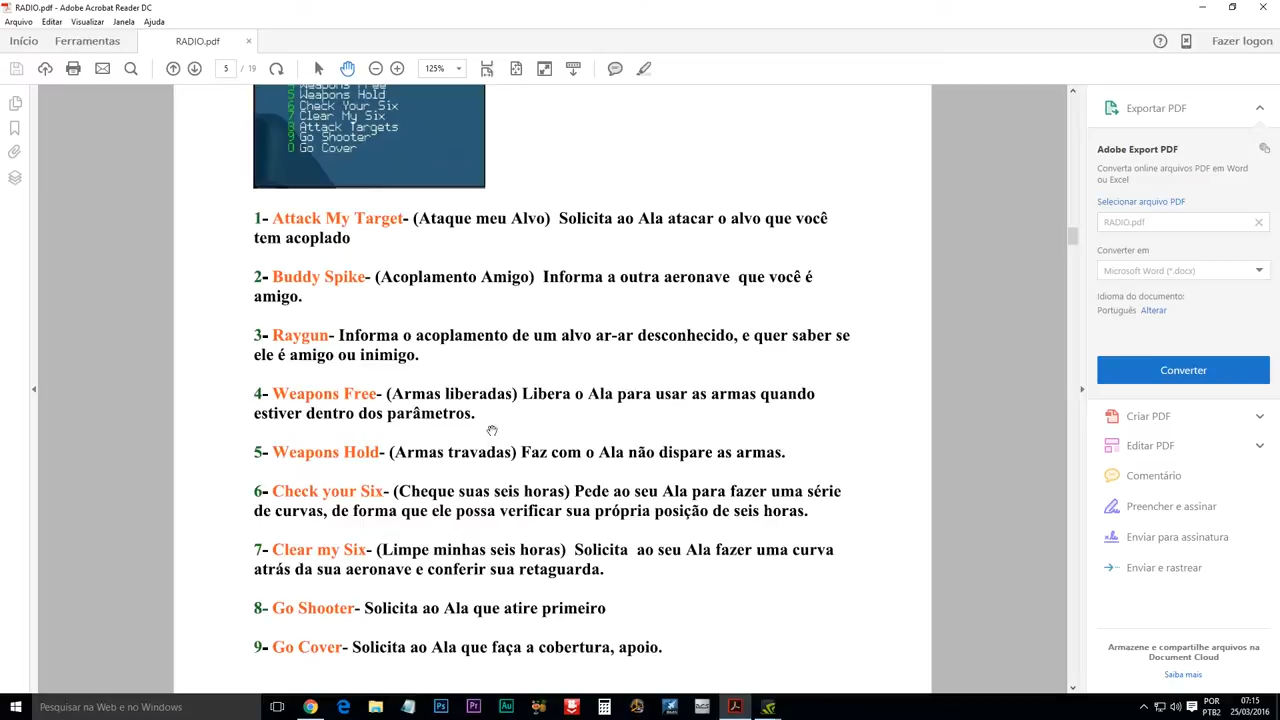 RADIO.pdf - Adobe Acrobat Reader DC
Arquivo Editar Visualizar Janela Ajuda
Início Ferramentas RADIO.pdf × Fazer logon
5 / 19 125%
5 Weapons Hold
6 Check Your Six
7 Clear My Six
8 Attack Targets
9 Go Shooter
0 Go Cover
1- Attack My Target- (Ataque meu Alvo) Solicita ao Ala atacar o alvo que você
tem acoplado
2- Buddy Spike- (Acoplamento Amigo) Informa a outra aeronave que você é
amigo.
3- Raygun- Informa o acoplamento de um alvo ar-ar desconhecido, e quer saber se
ele é amigo ou inimigo.
4- Weapons Free- (Armas liberadas) Libera o Ala para usar as armas quando
estiver dentro dos parâmetros.
5- Weapons Hold- (Armas travadas) Faz com o Ala não dispare as armas.
6- Check your Six- (Cheque suas seis horas) Pede ao seu Ala para fazer uma série
de curvas, de forma que ele possa verificar sua própria posição de seis horas.
7- Clear my Six- (Limpe minhas seis horas) Solicita ao seu Ala fazer uma curva
atrás da sua aeronave e conferir sua retaguarda.
8- Go Shooter- Solicita ao Ala que atire primeiro
9- Go Cover- Solicita ao Ala que faça a cobertura, apoio.
Exportar PDF
Adobe Export PDF
Converta online arquivos PDF em Word
ou Excel
Selecionar arquivo PDF
RADIO.pdf
Converter em
Microsoft Word (*.docx)
Idioma do documento:
Português Alterar
Converter
Criar PDF
Editar PDF
Comentário
Preencher e assinar
Enviar para assinatura
Enviar e rastrear
Armazene e compartilhe arquivos na
Document Cloud
Saiba mais
Pesquisar na Web e no Windows
POR
PTB2
07:15
25/03/2016